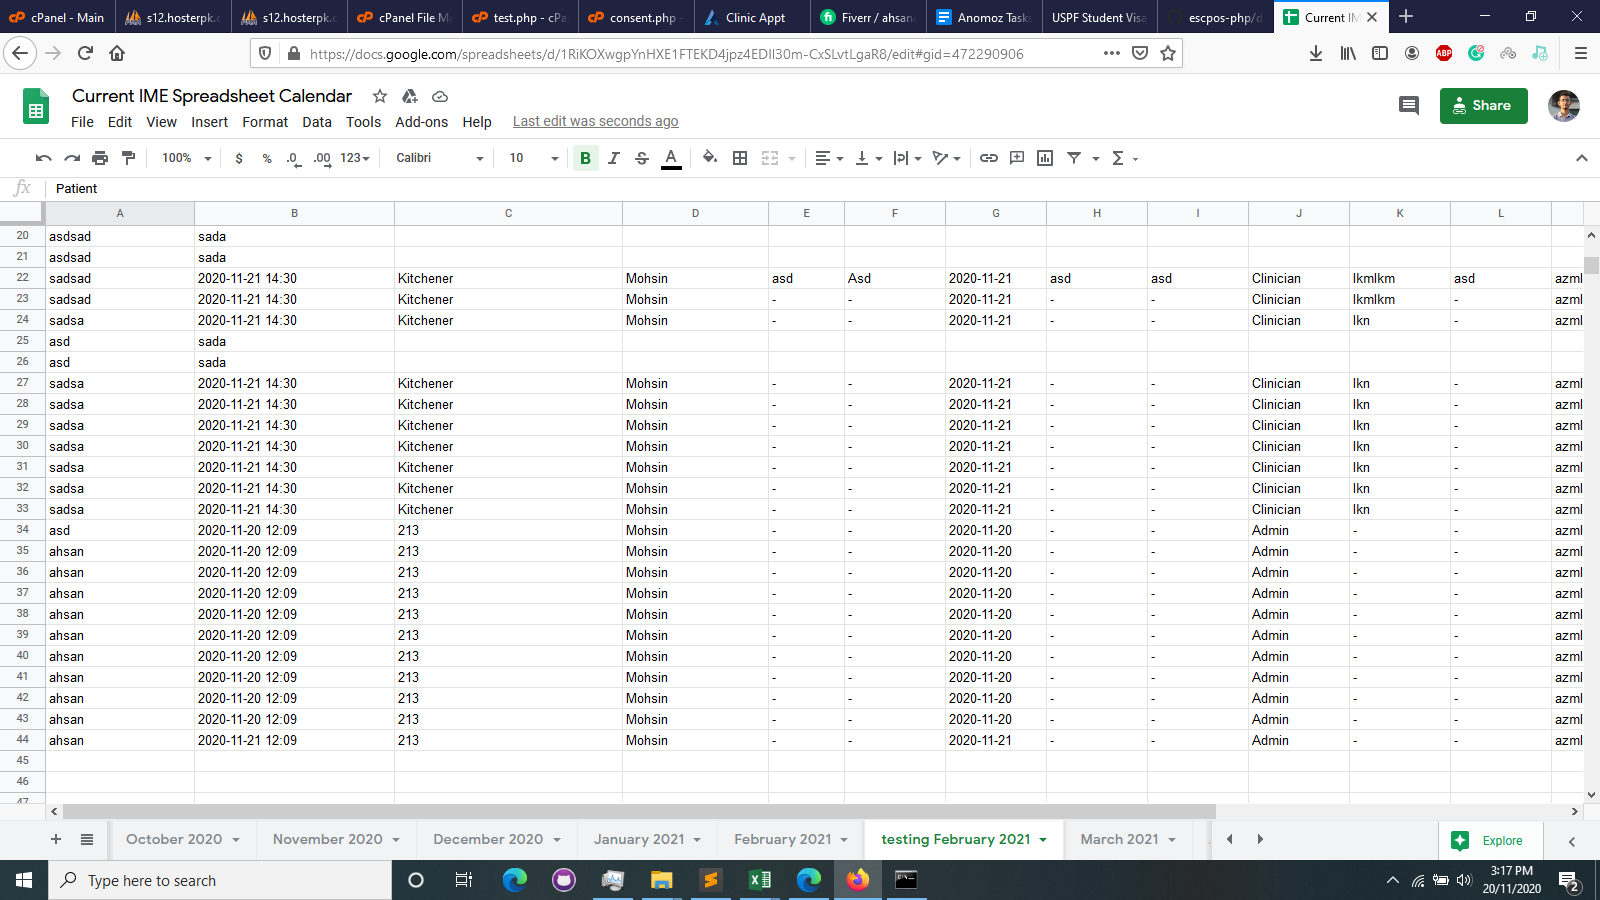 cPanel - Main s12.hosterpk.c s12.hosterpk.c cPanel File M test.php - cPa consent.php - Clinic Appt Fiverr / ahsan Anomoz Tasks USPF Student Visa escpos-php/d Current IM
https://docs.google.com/spreadsheets/d/1RiKOXwgpYnHXE1FTEKD4jpz4EDII30m-CxSLvtLgaR8/edit#gid=472290906 ABP
Current IME Spreadsheet Calendar
Share
File Edit View Insert Format Data Tools Add-ons Help Last edit was seconds ago
100% $ % .0 .00 123 Calibri 10 B I S A Σ
fx Patient
A B C D E F G H I J K L
20 asdsad sada
21 asdsad sada
22 sadsad 2020-11-21 14:30 Kitchener Mohsin asd Asd 2020-11-21 asd asd Clinician lkmlkm asd azml
23 sadsad 2020-11-21 14:30 Kitchener Mohsin - - 2020-11-21 - - Clinician lkmlkm - azml
24 sadsa 2020-11-21 14:30 Kitchener Mohsin - - 2020-11-21 - - Clinician lkn - azml
25 asd sada
26 asd sada
27 sadsa 2020-11-21 14:30 Kitchener Mohsin - - 2020-11-21 - - Clinician lkn - azml
28 sadsa 2020-11-21 14:30 Kitchener Mohsin - - 2020-11-21 - - Clinician lkn - azml
29 sadsa 2020-11-21 14:30 Kitchener Mohsin - - 2020-11-21 - - Clinician lkn - azml
30 sadsa 2020-11-21 14:30 Kitchener Mohsin - - 2020-11-21 - - Clinician lkn - azml
31 sadsa 2020-11-21 14:30 Kitchener Mohsin - - 2020-11-21 - - Clinician lkn - azml
32 sadsa 2020-11-21 14:30 Kitchener Mohsin - - 2020-11-21 - - Clinician lkn - azml
33 sadsa 2020-11-21 14:30 Kitchener Mohsin - - 2020-11-21 - - Clinician lkn - azml
34 asd 2020-11-20 12:09 213 Mohsin - - 2020-11-20 - - Admin - - azml
35 ahsan 2020-11-20 12:09 213 Mohsin - - 2020-11-20 - - Admin - - azml
36 ahsan 2020-11-20 12:09 213 Mohsin - - 2020-11-20 - - Admin - - azml
37 ahsan 2020-11-20 12:09 213 Mohsin - - 2020-11-20 - - Admin - - azml
38 ahsan 2020-11-20 12:09 213 Mohsin - - 2020-11-20 - - Admin - - azml
39 ahsan 2020-11-20 12:09 213 Mohsin - - 2020-11-20 - - Admin - - azml
40 ahsan 2020-11-20 12:09 213 Mohsin - - 2020-11-20 - - Admin - - azml
41 ahsan 2020-11-20 12:09 213 Mohsin - - 2020-11-20 - - Admin - - azml
42 ahsan 2020-11-20 12:09 213 Mohsin - - 2020-11-20 - - Admin - - azml
43 ahsan 2020-11-20 12:09 213 Mohsin - - 2020-11-20 - - Admin - - azml
44 ahsan 2020-11-21 12:09 213 Mohsin - - 2020-11-21 - - Admin - - azml
45
46
47
October 2020 November 2020 December 2020 January 2021 February 2021 testing February 2021 March 2021 Explore
Type here to search
3:17 PM
20/11/2020
2